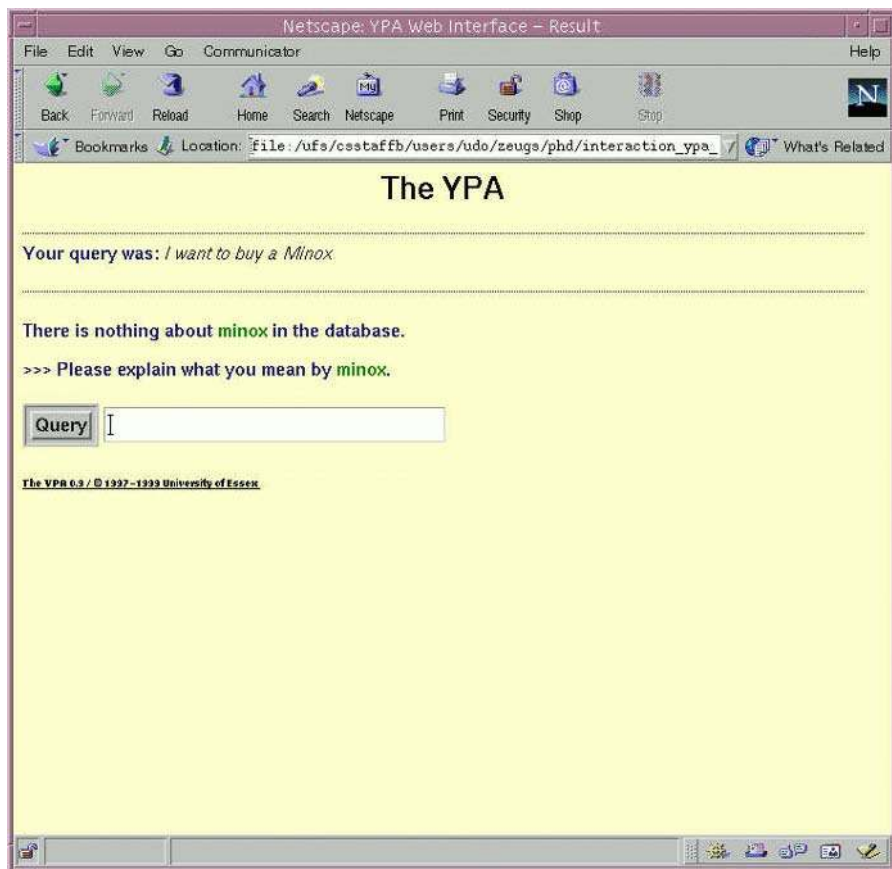 Netscape: YPA Web Interface – Result
File Edit View Go Communicator Help
Back Forward Reload Home Search Netscape Print Security Shop Stop
My
N
Bookmarks Location: file:/ufs/csstaffb/users/udo/zeugs/phd/interaction_ypa_ What's Related
The YPA
Your query was: I want to buy a Minox
There is nothing about minox in the database.
>>> Please explain what you mean by minox.
Query
The YPA 0.9 / © 1997-1999 University of Essex